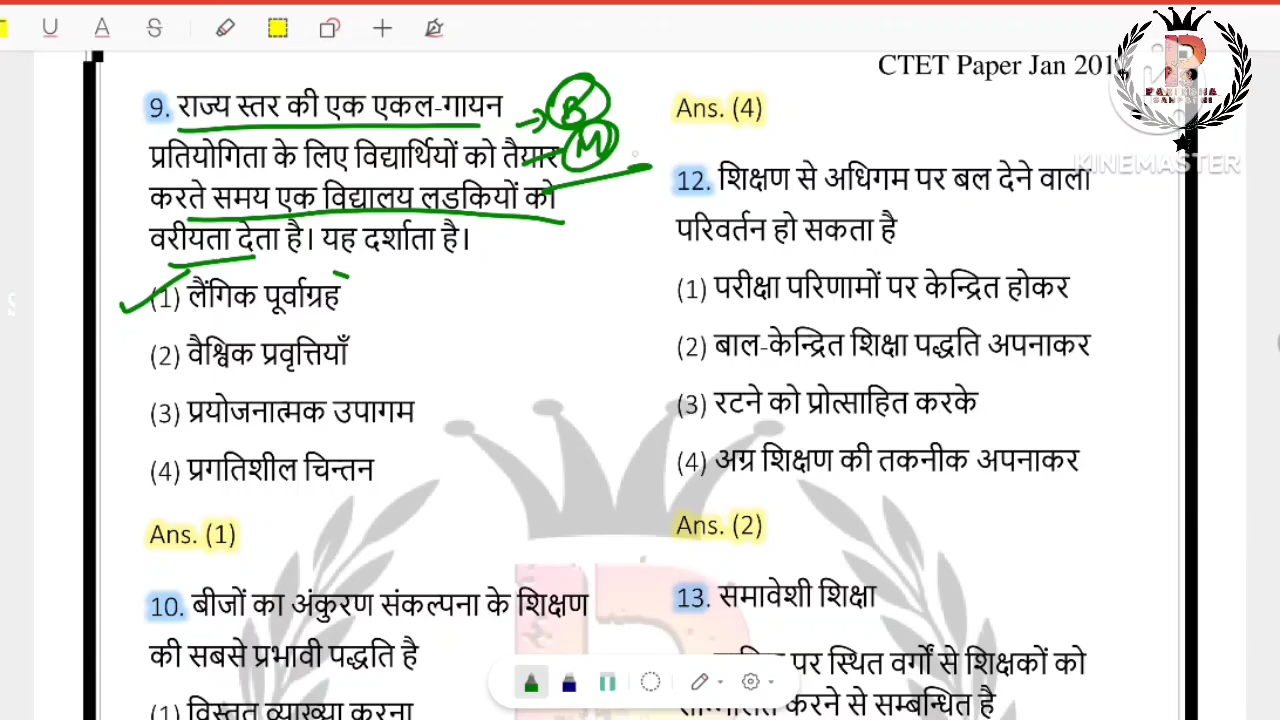 CTET Paper Jan 201
9. राज्य स्तर की एक एकल-गायन
प्रतियोगिता के लिए विद्यार्थियों को तैयार
करते समय एक विद्यालय लडकियों को
वरीयता देता है। यह दर्शाता है।
(1) लैंगिक पूर्वाग्रह
(2) वैश्विक प्रवृत्तियाँ
(3) प्रयोजनात्मक उपागम
(4) प्रगतिशील चिन्तन
Ans. (1)
10. बीजों का अंकुरण संकल्पना के शिक्षण
की सबसे प्रभावी पद्धति है
(1) विस्तृत व्याख्या करना
B
M
Ans. (4)
12. शिक्षण से अधिगम पर बल देने वाला
परिवर्तन हो सकता है
(1) परीक्षा परिणामों पर केन्द्रित होकर
(2) बाल-केन्द्रित शिक्षा पद्धति अपनाकर
(3) रटने को प्रोत्साहित करके
(4) अग्र शिक्षण की तकनीक अपनाकर
Ans. (2)
13. समावेशी शिक्षा
पर स्थित वर्गों से शिक्षकों को
करने से सम्बन्धित है
KINEMASTER